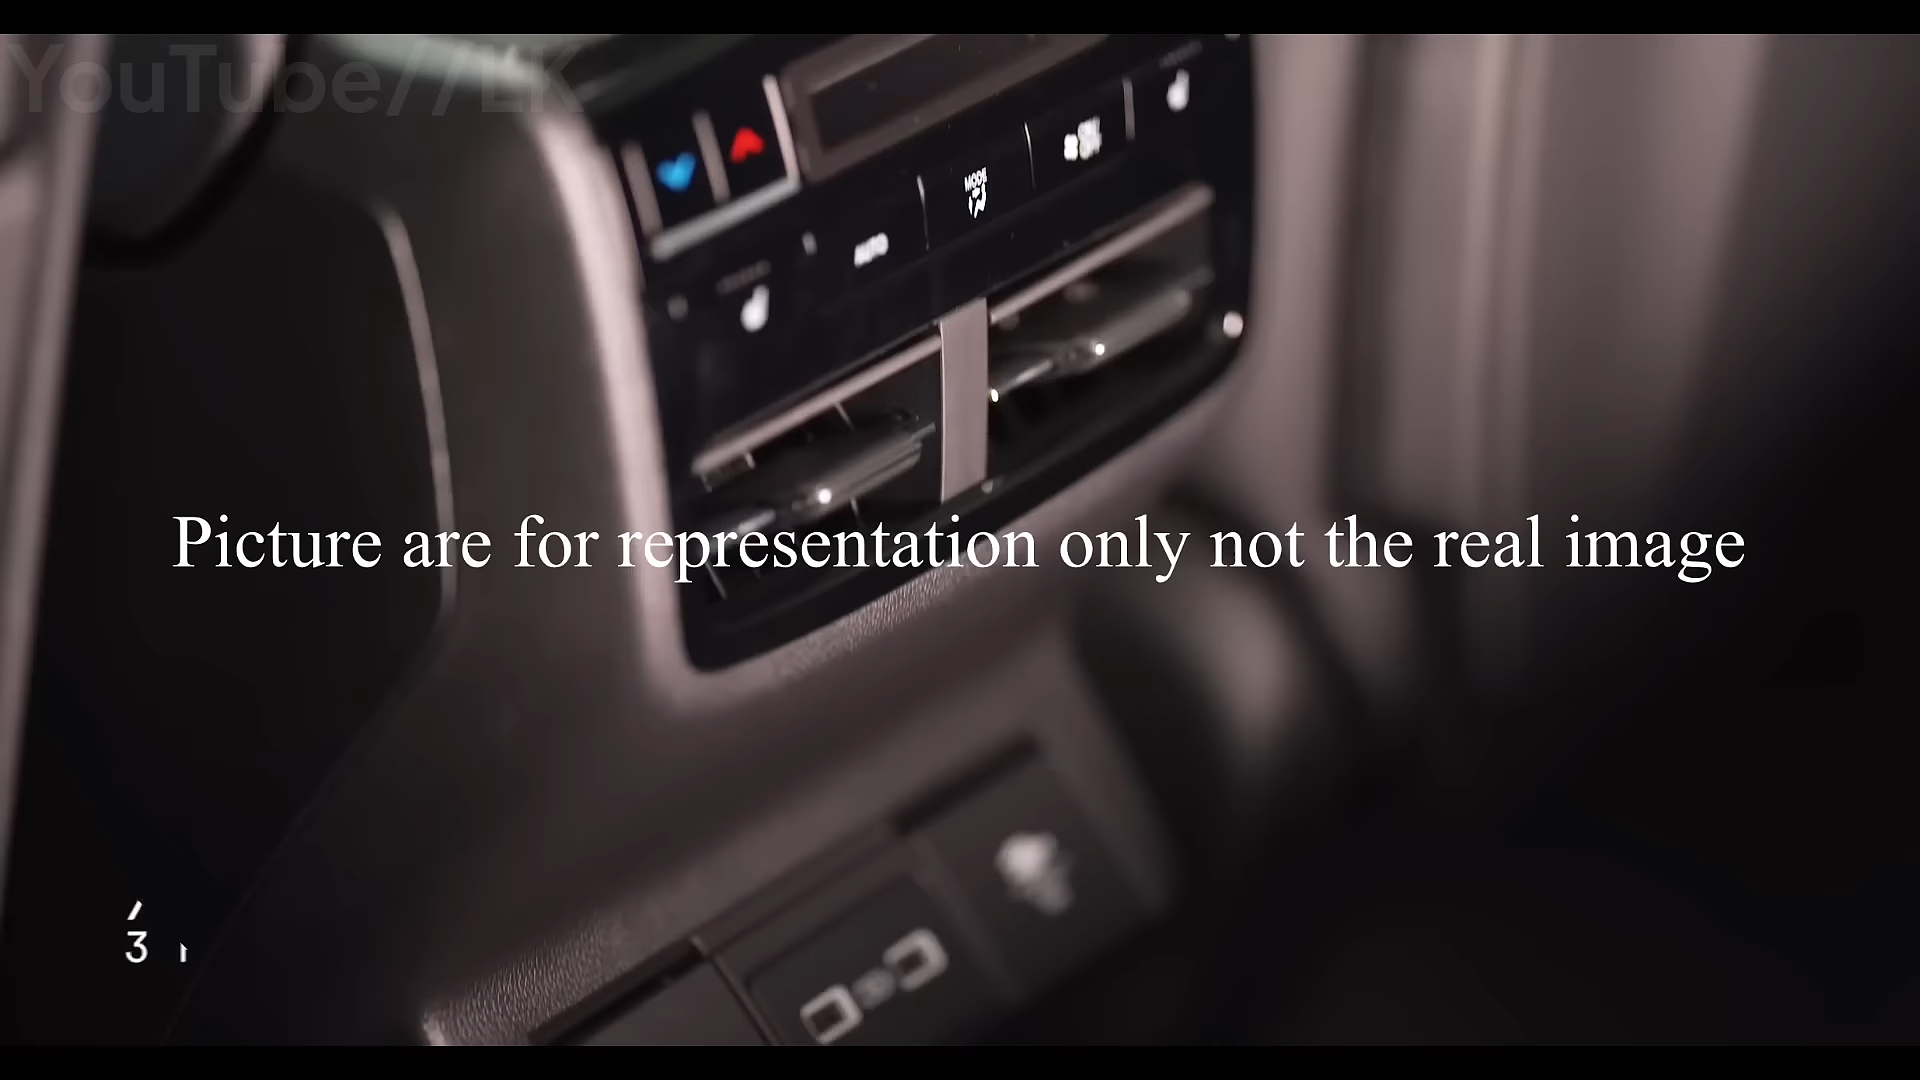 YouTube//LK
MODE
AUTO
Picture are for representation only not the real image
3